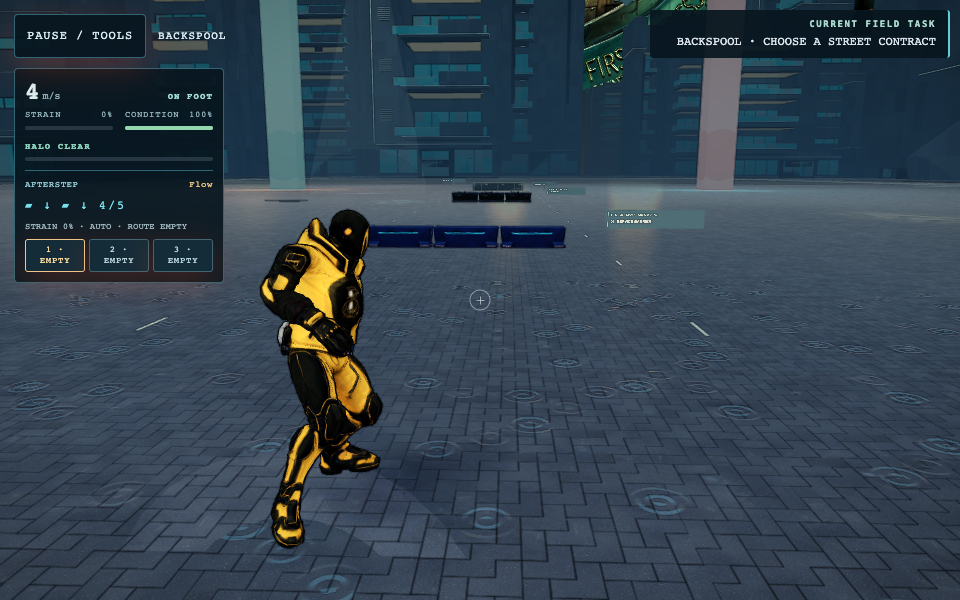 PAUSE / TOOLS
BACKSPOOL
CURRENT FIELD TASK
BACKSPOOL · CHOOSE A STREET CONTRACT
4 m/s
ON FOOT
STRAIN 0%
CONDITION 100%
HALO CLEAR
AFTERSTEP
Flow
▰ ↓ ▰ ↓ 4/5
STRAIN 0% · AUTO · ROUTE EMPTY
1 · EMPTY
2 · EMPTY
3 · EMPTY
FIRS